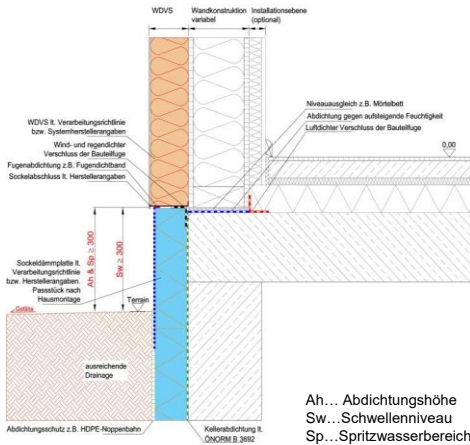 WDVS
Wandkonstruktion
variabel
Installationsebene
(optional)
WDVS lt. Verarbeitungsrichtlinie
bzw. Systemherstellerangaben
Wind- und regendichter
Verschluss der Bauteilfuge
Fugenabdichtung z.B. Fugendichtband
Sockelabschluss lt. Herstellerangaben
Niveauausgleich z.B. Mörtelbett
Abdichtung gegen aufsteigende Feuchtigkeit
Luftdichter Verschluss der Bauteilfuge
0,00
Ah & Sp ≥ 300
Sw ≥ 300
Sockeldämmplatte lt.
Verarbeitungsrichtlinie
bzw. Herstellerangaben.
Passstück nach
Hausmontage
Gefälle
Terrain
ausreichende
Drainage
Abdichtungsschutz z.B. HDPE-Noppenbahn
Kellerabdichtung lt.
ÖNORM B 3692
Ah... Abdichtungshöhe
Sw...Schwellenniveau
Sp...Spritzwasserbereich